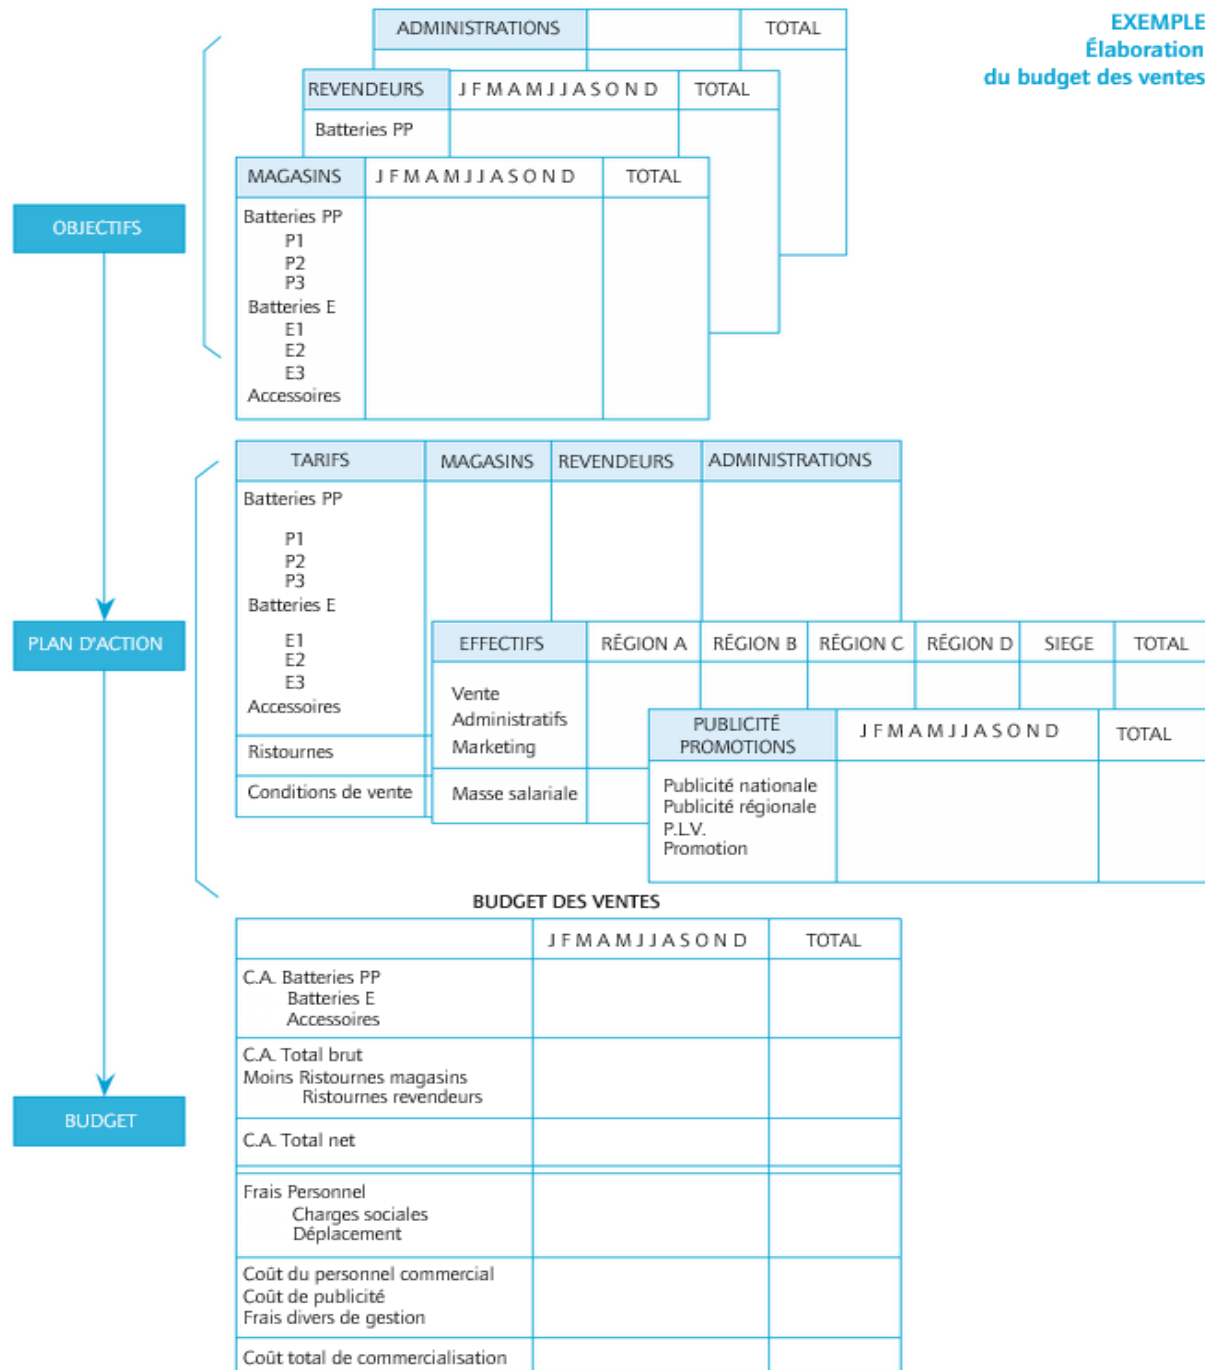 EXEMPLE
Élaboration
du budget des ventes
ADMINISTRATIONS TOTAL
REVENDEURS J F M A M J J A S O N D TOTAL
Batteries PP
MAGASINS J F M A M J J A S O N D TOTAL
Batteries PP
P1
P2
P3
Batteries E
E1
E2
E3
Accessoires
OBJECTIFS
TARIFS MAGASINS REVENDEURS ADMINISTRATIONS
Batteries PP
P1
P2
P3
Batteries E
E1
E2
E3
Accessoires
Ristournes
Conditions de vente
PLAN D'ACTION
EFFECTIFS RÉGION A RÉGION B RÉGION C RÉGION D SIEGE TOTAL
Vente
Administratifs
Marketing
Masse salariale
PUBLICITÉ
PROMOTIONS
J F M A M J J A S O N D TOTAL
Publicité nationale
Publicité régionale
P.L.V.
Promotion
BUDGET DES VENTES
J F M A M J J A S O N D TOTAL
C.A. Batteries PP
Batteries E
Accessoires
C.A. Total brut
Moins Ristournes magasins
Ristournes revendeurs
BUDGET
C.A. Total net
Frais Personnel
Charges sociales
Déplacement
Coût du personnel commercial
Coût de publicité
Frais divers de gestion
Coût total de commercialisation